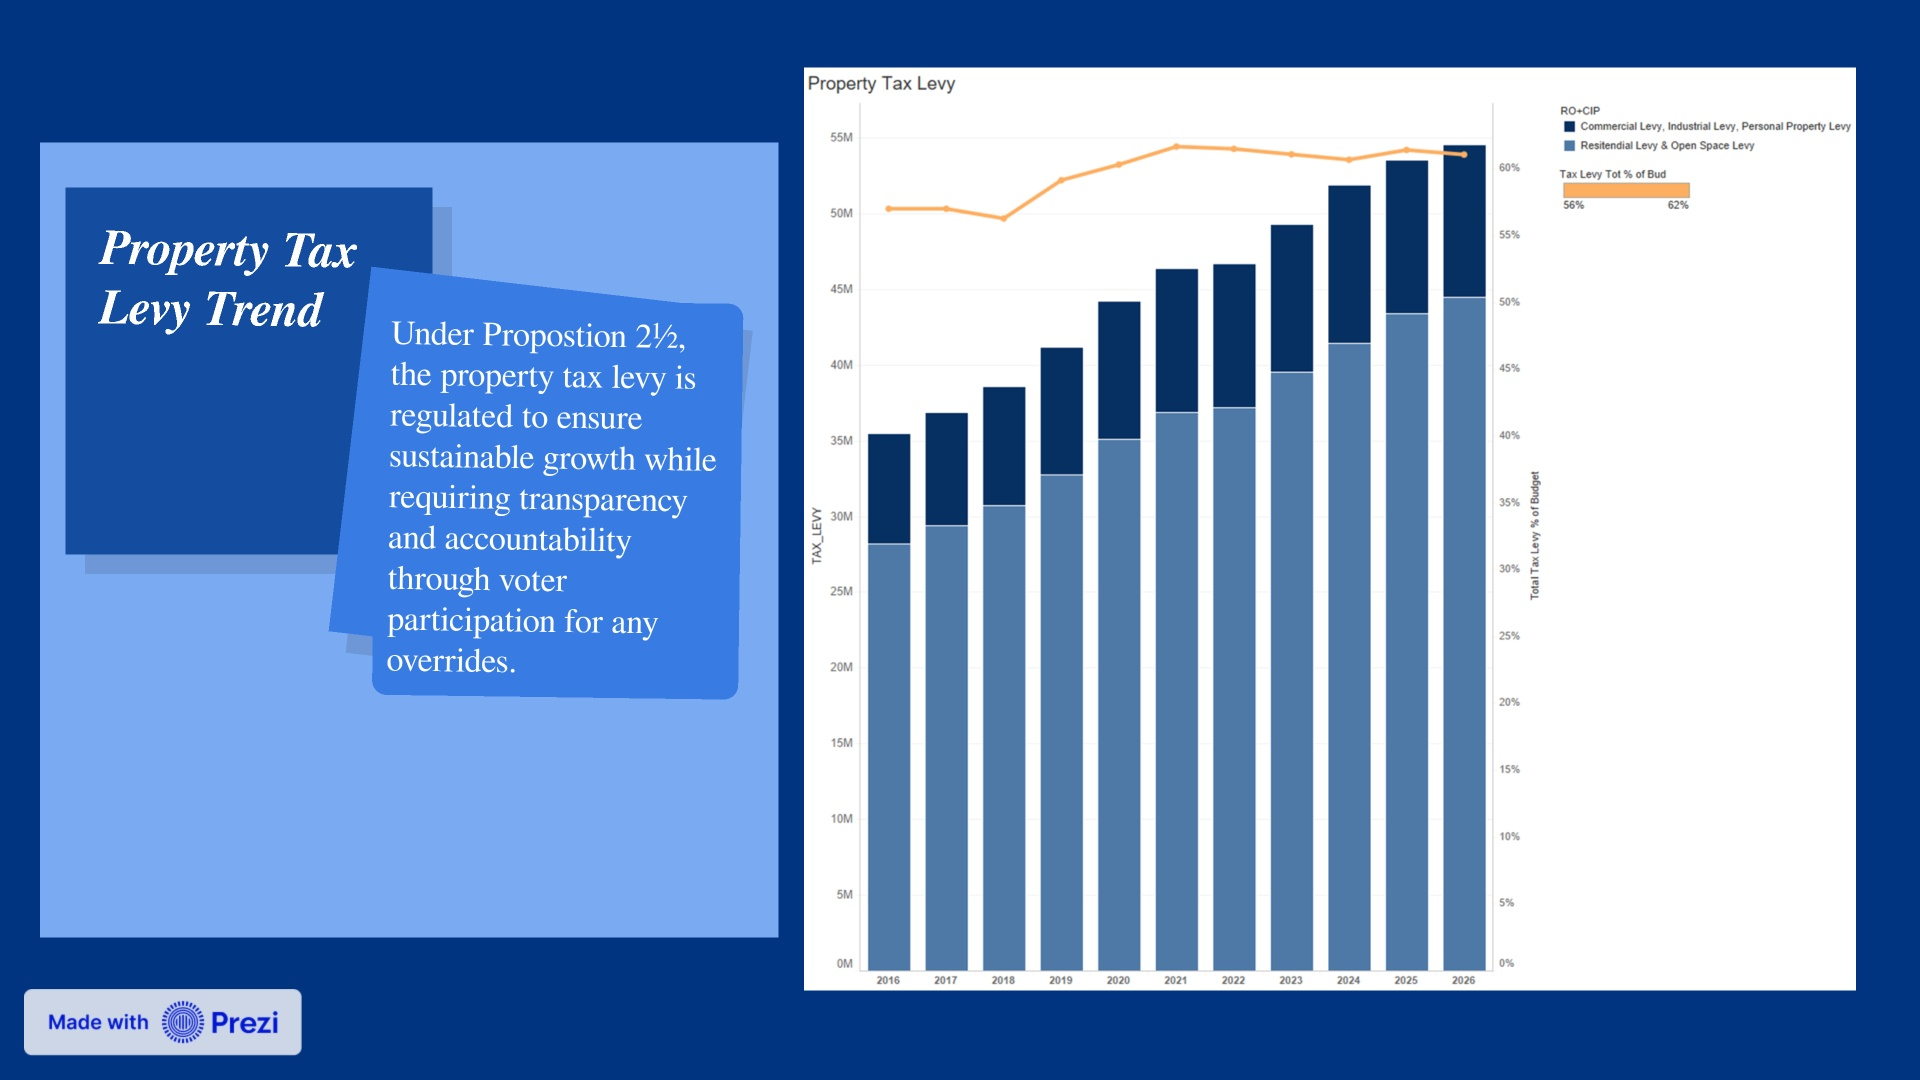 Property Tax
Levy Trend
Under Propostion 2½,
the property tax levy is
regulated to ensure
sustainable growth while
requiring transparency
and accountability
through voter
participation for any
overrides.
Made with Prezi
Property Tax Levy
55M
50M
45M
40M
35M
30M
25M
20M
15M
10M
5M
0M
TAX_LEVY
2016 2017 2018 2019 2020 2021 2022 2023 2024 2025 2026
60%
55%
50%
45%
40%
35%
30%
25%
20%
15%
10%
5%
0%
Total Tax Levy % of Budget
RO+CIP
Commercial Levy, Industrial Levy, Personal Property Levy
Resitendial Levy & Open Space Levy
Tax Levy Tot % of Bud
56% 62%